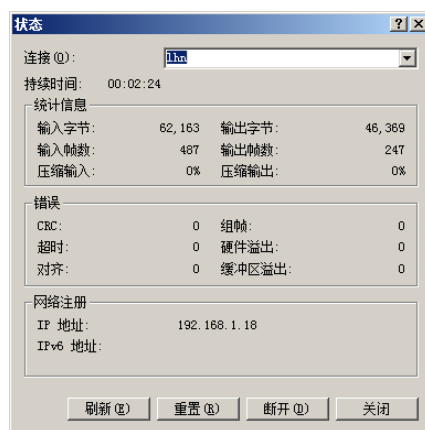 状态
连接(O): lhn
持续时间: 00:02:24
统计信息
输入字节: 62,163 输出字节: 46,369
输入帧数: 487 输出帧数: 247
压缩输入: 0% 压缩输出: 0%
错误
CRC: 0 组帧: 0
超时: 0 硬件溢出: 0
对齐: 0 缓冲区溢出: 0
网络注册
IP 地址: 192.168.1.18
IPv6 地址:
刷新(E) 重置(R) 断开(D) 关闭